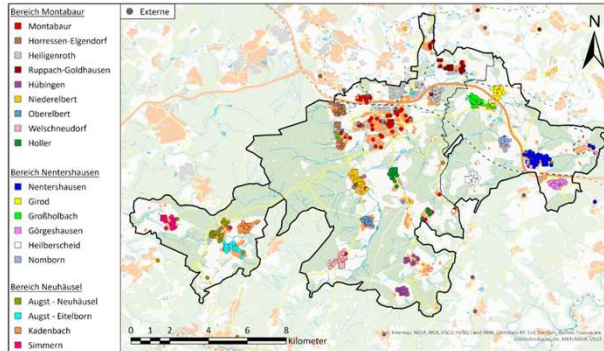 Bereich Montabaur
Montabaur
Horressen-Elgendorf
Heiligenroth
Ruppach-Goldhausen
Hübingen
Niederelbert
Oberelbert
Welschneudorf
Holler
Bereich Nentershausen
Nentershausen
Girod
Großholbach
Görgeshausen
Heilberscheid
Nomborn
Bereich Neuhäusel
Augst - Neuhäusel
Augst - Eitelborn
Kadenbach
Simmern
Externe
N
0 1 2 4 6 8
Kilometer